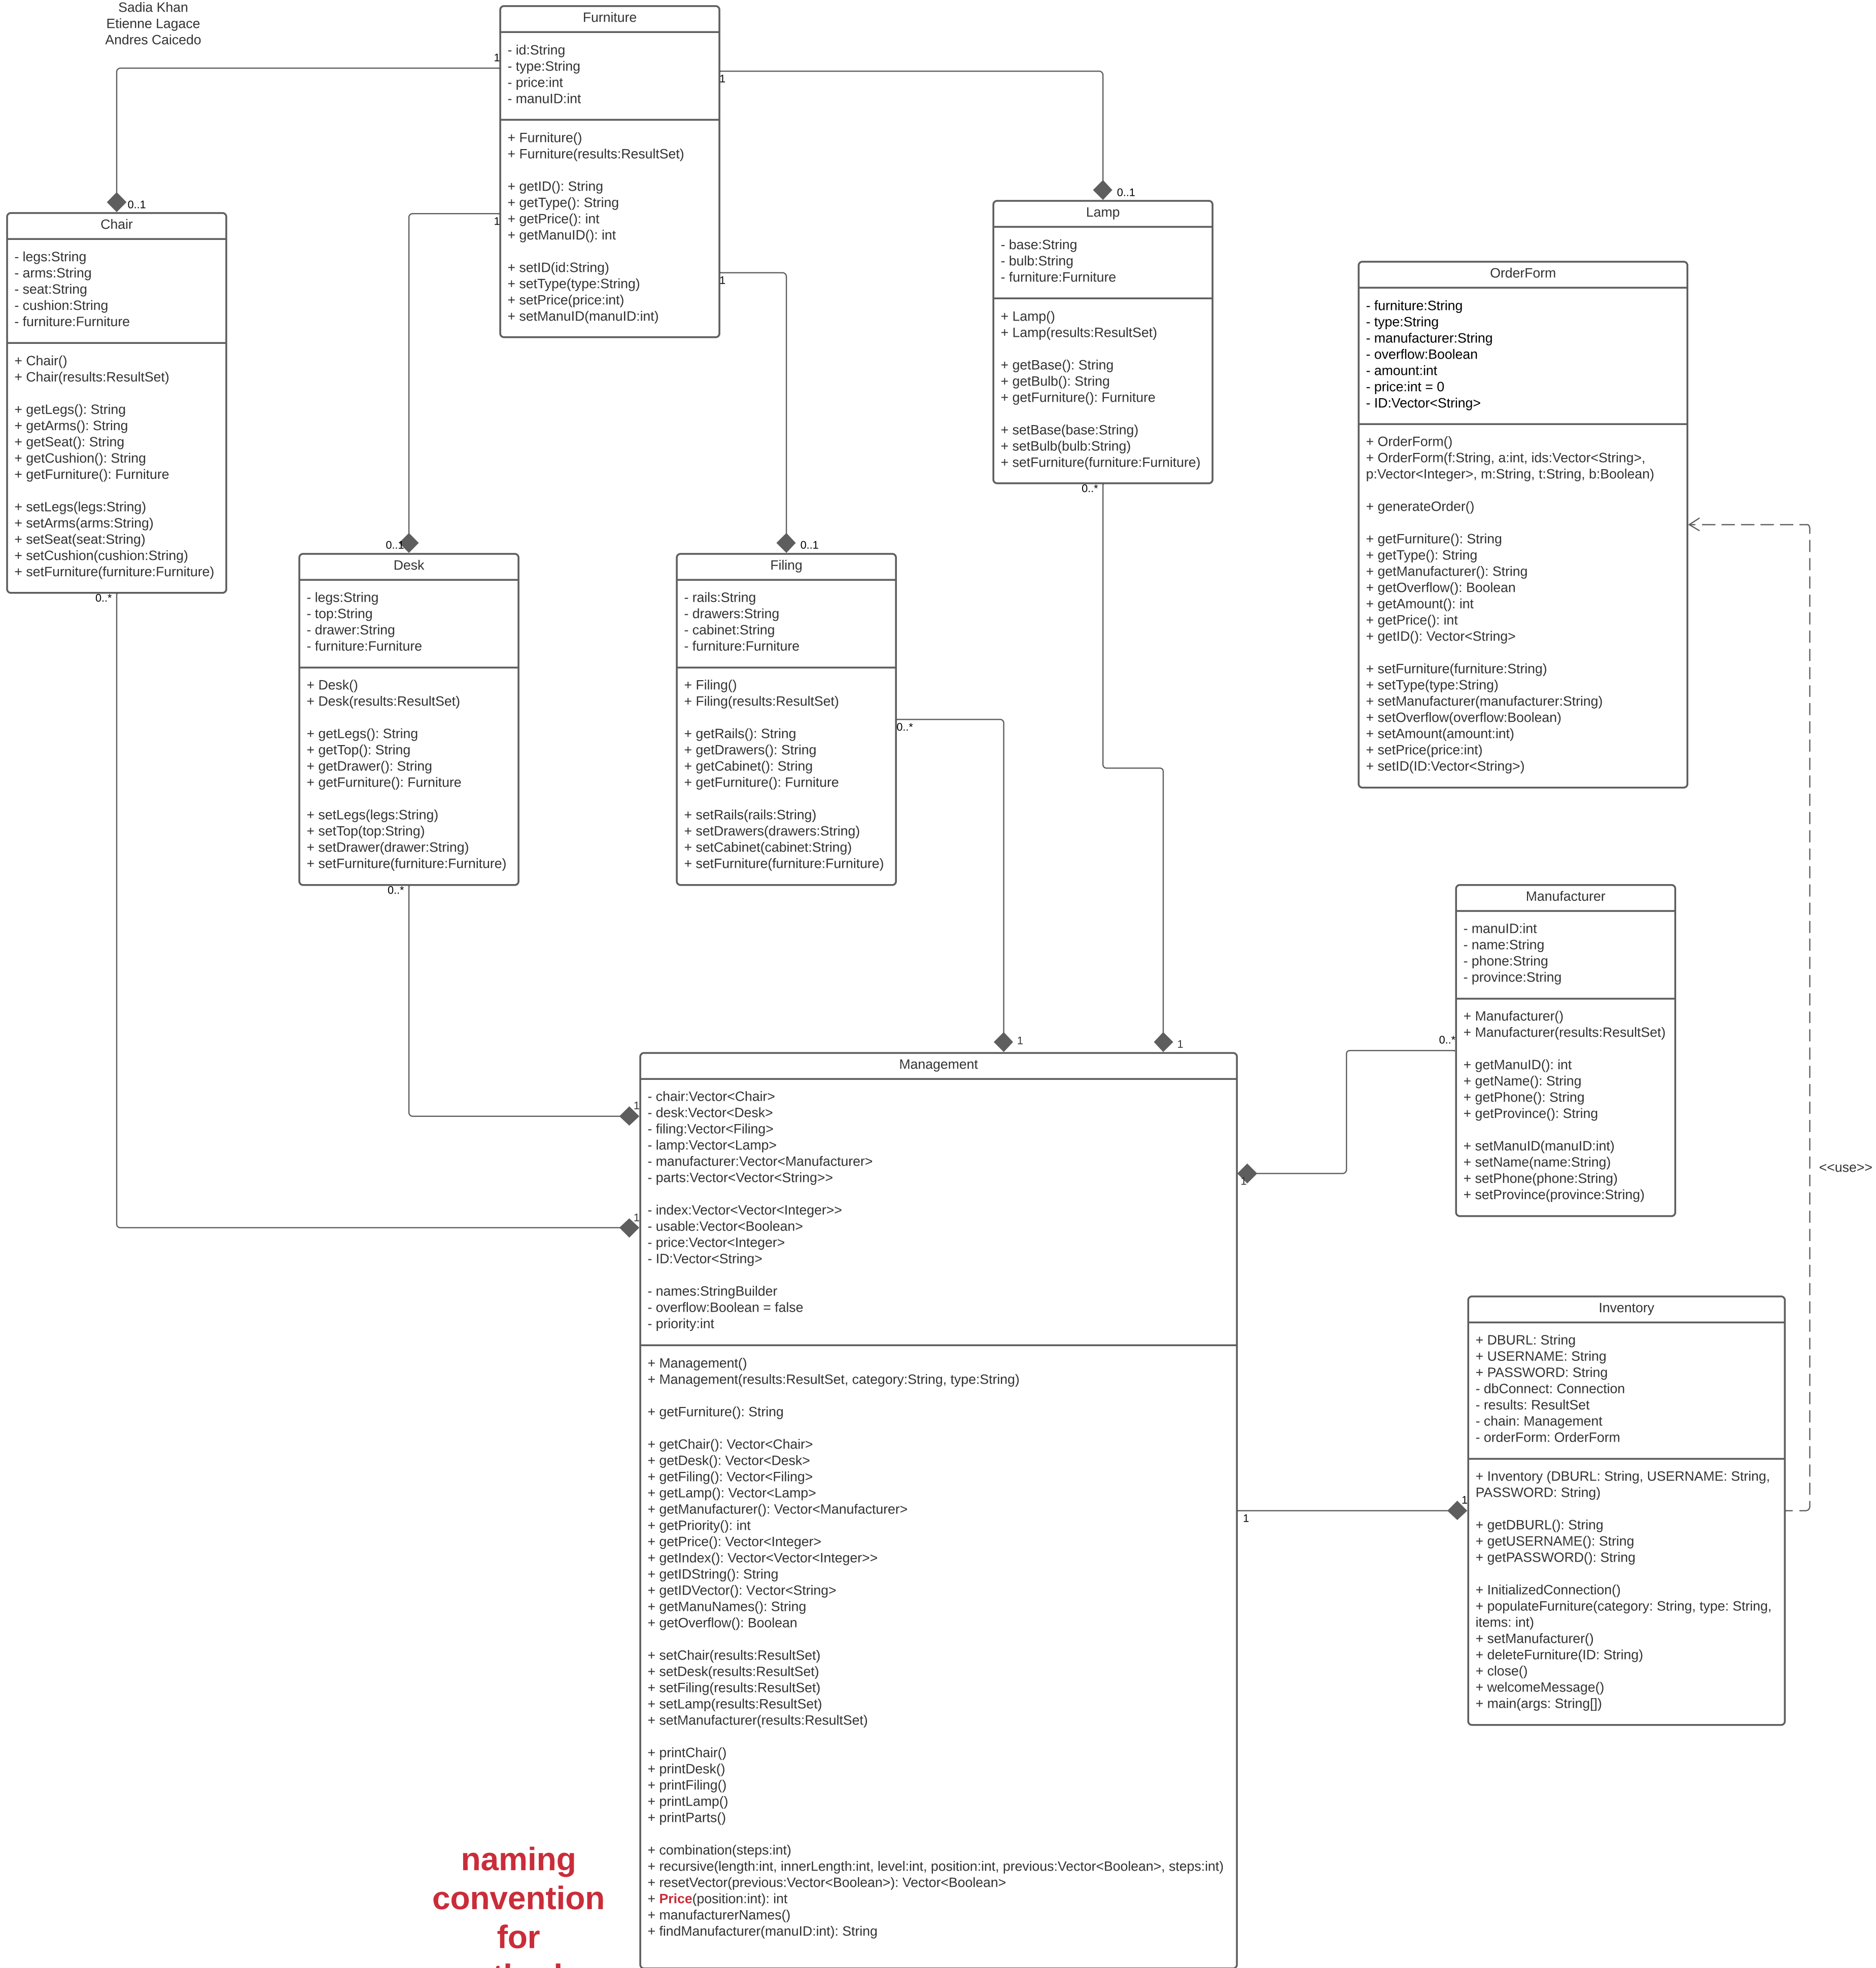 Sadia Khan
Etienne Lagace
Andres Caicedo
Furniture
- id:String
- type:String
- price:int
- manuID:int
+ Furniture()
+ Furniture(results:ResultSet)
+ getID(): String
+ getType(): String
+ getPrice(): int
+ getManuID(): int
+ setID(id:String)
+ setType(type:String)
+ setPrice(price:int)
+ setManuID(manuID:int)
1
1
1
1
0..1
Chair
- legs:String
- arms:String
- seat:String
- cushion:String
- furniture:Furniture
+ Chair()
+ Chair(results:ResultSet)
+ getLegs(): String
+ getArms(): String
+ getSeat(): String
+ getCushion(): String
+ getFurniture(): Furniture
+ setLegs(legs:String)
+ setArms(arms:String)
+ setSeat(seat:String)
+ setCushion(cushion:String)
+ setFurniture(furniture:Furniture)
0..*
0..1
Lamp
- base:String
- bulb:String
- furniture:Furniture
+ Lamp()
+ Lamp(results:ResultSet)
+ getBase(): String
+ getBulb(): String
+ getFurniture(): Furniture
+ setBase(base:String)
+ setBulb(bulb:String)
+ setFurniture(furniture:Furniture)
0..*
OrderForm
- furniture:String
- type:String
- manufacturer:String
- overflow:Boolean
- amount:int
- price:int = 0
- ID:Vector<String>
+ OrderForm()
+ OrderForm(f:String, a:int, ids:Vector<String>,
p:Vector<Integer>, m:String, t:String, b:Boolean)
+ generateOrder()
+ getFurniture(): String
+ getType(): String
+ getManufacturer(): String
+ getOverflow(): Boolean
+ getAmount(): int
+ getPrice(): int
+ getID(): Vector<String>
+ setFurniture(furniture:String)
+ setType(type:String)
+ setManufacturer(manufacturer:String)
+ setOverflow(overflow:Boolean)
+ setAmount(amount:int)
+ setPrice(price:int)
+ setID(ID:Vector<String>)
0..1
Desk
- legs:String
- top:String
- drawer:String
- furniture:Furniture
+ Desk()
+ Desk(results:ResultSet)
+ getLegs(): String
+ getTop(): String
+ getDrawer(): String
+ getFurniture(): Furniture
+ setLegs(legs:String)
+ setTop(top:String)
+ setDrawer(drawer:String)
+ setFurniture(furniture:Furniture)
0..*
0..1
Filing
- rails:String
- drawers:String
- cabinet:String
- furniture:Furniture
+ Filing()
+ Filing(results:ResultSet)
+ getRails(): String
+ getDrawers(): String
+ getCabinet(): String
+ getFurniture(): Furniture
+ setRails(rails:String)
+ setDrawers(drawers:String)
+ setCabinet(cabinet:String)
+ setFurniture(furniture:Furniture)
0..*
Manufacturer
- manuID:int
- name:String
- phone:String
- province:String
+ Manufacturer()
+ Manufacturer(results:ResultSet)
+ getManuID(): int
+ getName(): String
+ getPhone(): String
+ getProvince(): String
+ setManuID(manuID:int)
+ setName(name:String)
+ setPhone(phone:String)
+ setProvince(province:String)
0..*
<<use>>
1
1
1
1
1
Management
- chair:Vector<Chair>
- desk:Vector<Desk>
- filing:Vector<Filing>
- lamp:Vector<Lamp>
- manufacturer:Vector<Manufacturer>
- parts:Vector<Vector<String>>
- index:Vector<Vector<Integer>>
- usable:Vector<Boolean>
- price:Vector<Integer>
- ID:Vector<String>
- names:StringBuilder
- overflow:Boolean = false
- priority:int
+ Management()
+ Management(results:ResultSet, category:String, type:String)
+ getFurniture(): String
+ getChair(): Vector<Chair>
+ getDesk(): Vector<Desk>
+ getFiling(): Vector<Filing>
+ getLamp(): Vector<Lamp>
+ getManufacturer(): Vector<Manufacturer>
+ getPriority(): int
+ getPrice(): Vector<Integer>
+ getIndex(): Vector<Vector<Integer>>
+ getIDString(): String
+ getIDVector(): Vector<String>
+ getManuNames(): String
+ getOverflow(): Boolean
+ setChair(results:ResultSet)
+ setDesk(results:ResultSet)
+ setFiling(results:ResultSet)
+ setLamp(results:ResultSet)
+ setManufacturer(results:ResultSet)
+ printChair()
+ printDesk()
+ printFiling()
+ printLamp()
+ printParts()
+ combination(steps:int)
+ recursive(length:int, innerLength:int, level:int, position:int, previous:Vector<Boolean>, steps:int)
+ resetVector(previous:Vector<Boolean>): Vector<Boolean>
+ Price(position:int): int
+ manufacturerNames()
+ findManufacturer(manuID:int): String
1
1
Inventory
+ DBURL: String
+ USERNAME: String
+ PASSWORD: String
- dbConnect: Connection
- results: ResultSet
- chain: Management
- orderForm: OrderForm
+ Inventory (DBURL: String, USERNAME: String,
PASSWORD: String)
+ getDBURL(): String
+ getUSERNAME(): String
+ getPASSWORD(): String
+ InitializedConnection()
+ populateFurniture(category: String, type: String,
items: int)
+ setManufacturer()
+ deleteFurniture(ID: String)
+ close()
+ welcomeMessage()
+ main(args: String[])
naming
convention
for